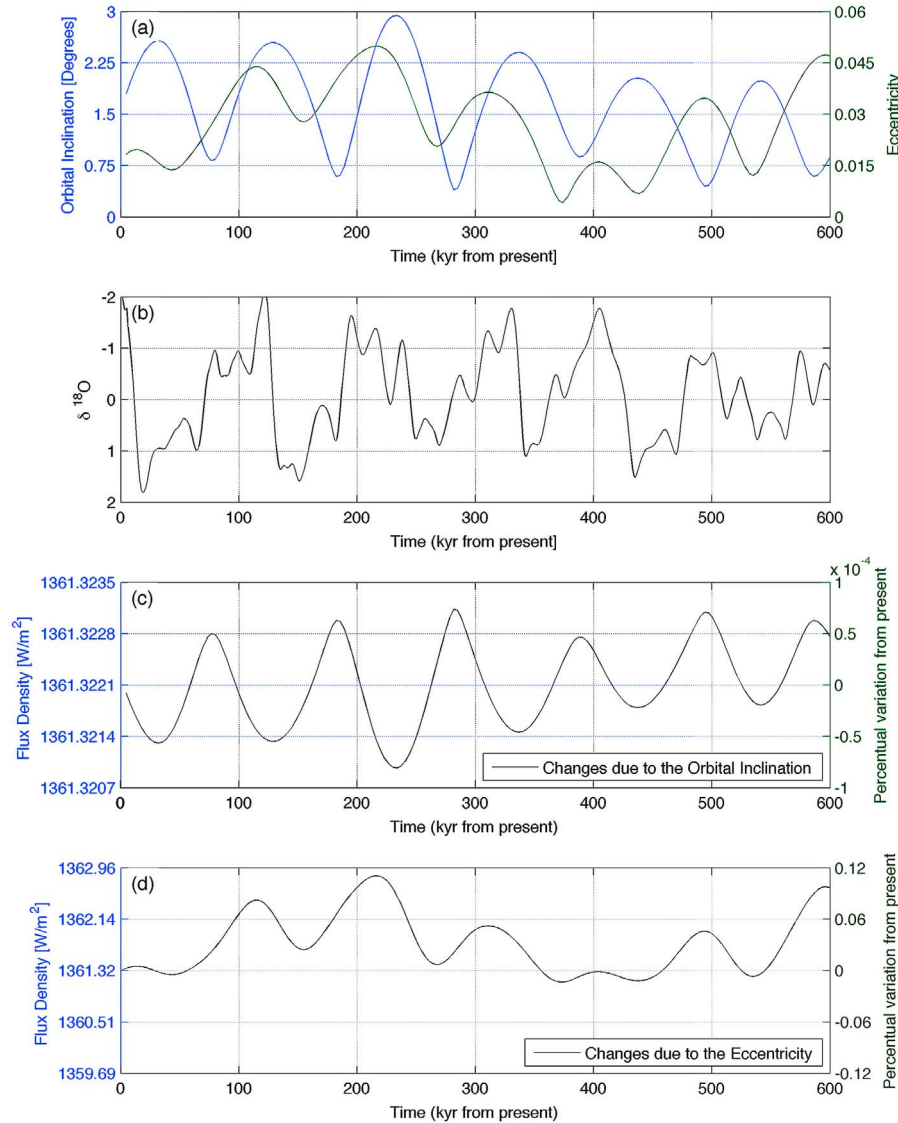 (a)
3
2.25
1.5
0.75
0
Orbital Inclination [Degrees]
0.06
0.045
0.03
0.015
0
Eccentricity
0 100 200 300 400 500 600
Time (kyr from present]
(b)
-2
-1
0
1
2
δ 18O
0 100 200 300 400 500 600
Time (kyr from present]
(c)
1361.3235
1361.3228
1361.3221
1361.3214
1361.3207
Flux Density [W/m2]
x 10-4
1
0.5
0
-0.5
-1
Percentual variation from present
Changes due to the Orbital Inclination
0 100 200 300 400 500 600
Time (kyr from present)
(d)
1362.96
1362.14
1361.32
1360.51
1359.69
Flux Density [W/m2]
0.12
0.06
0
-0.06
-0.12
Percentual variation from present
Changes due to the Eccentricity
0 100 200 300 400 500 600
Time (kyr from present)